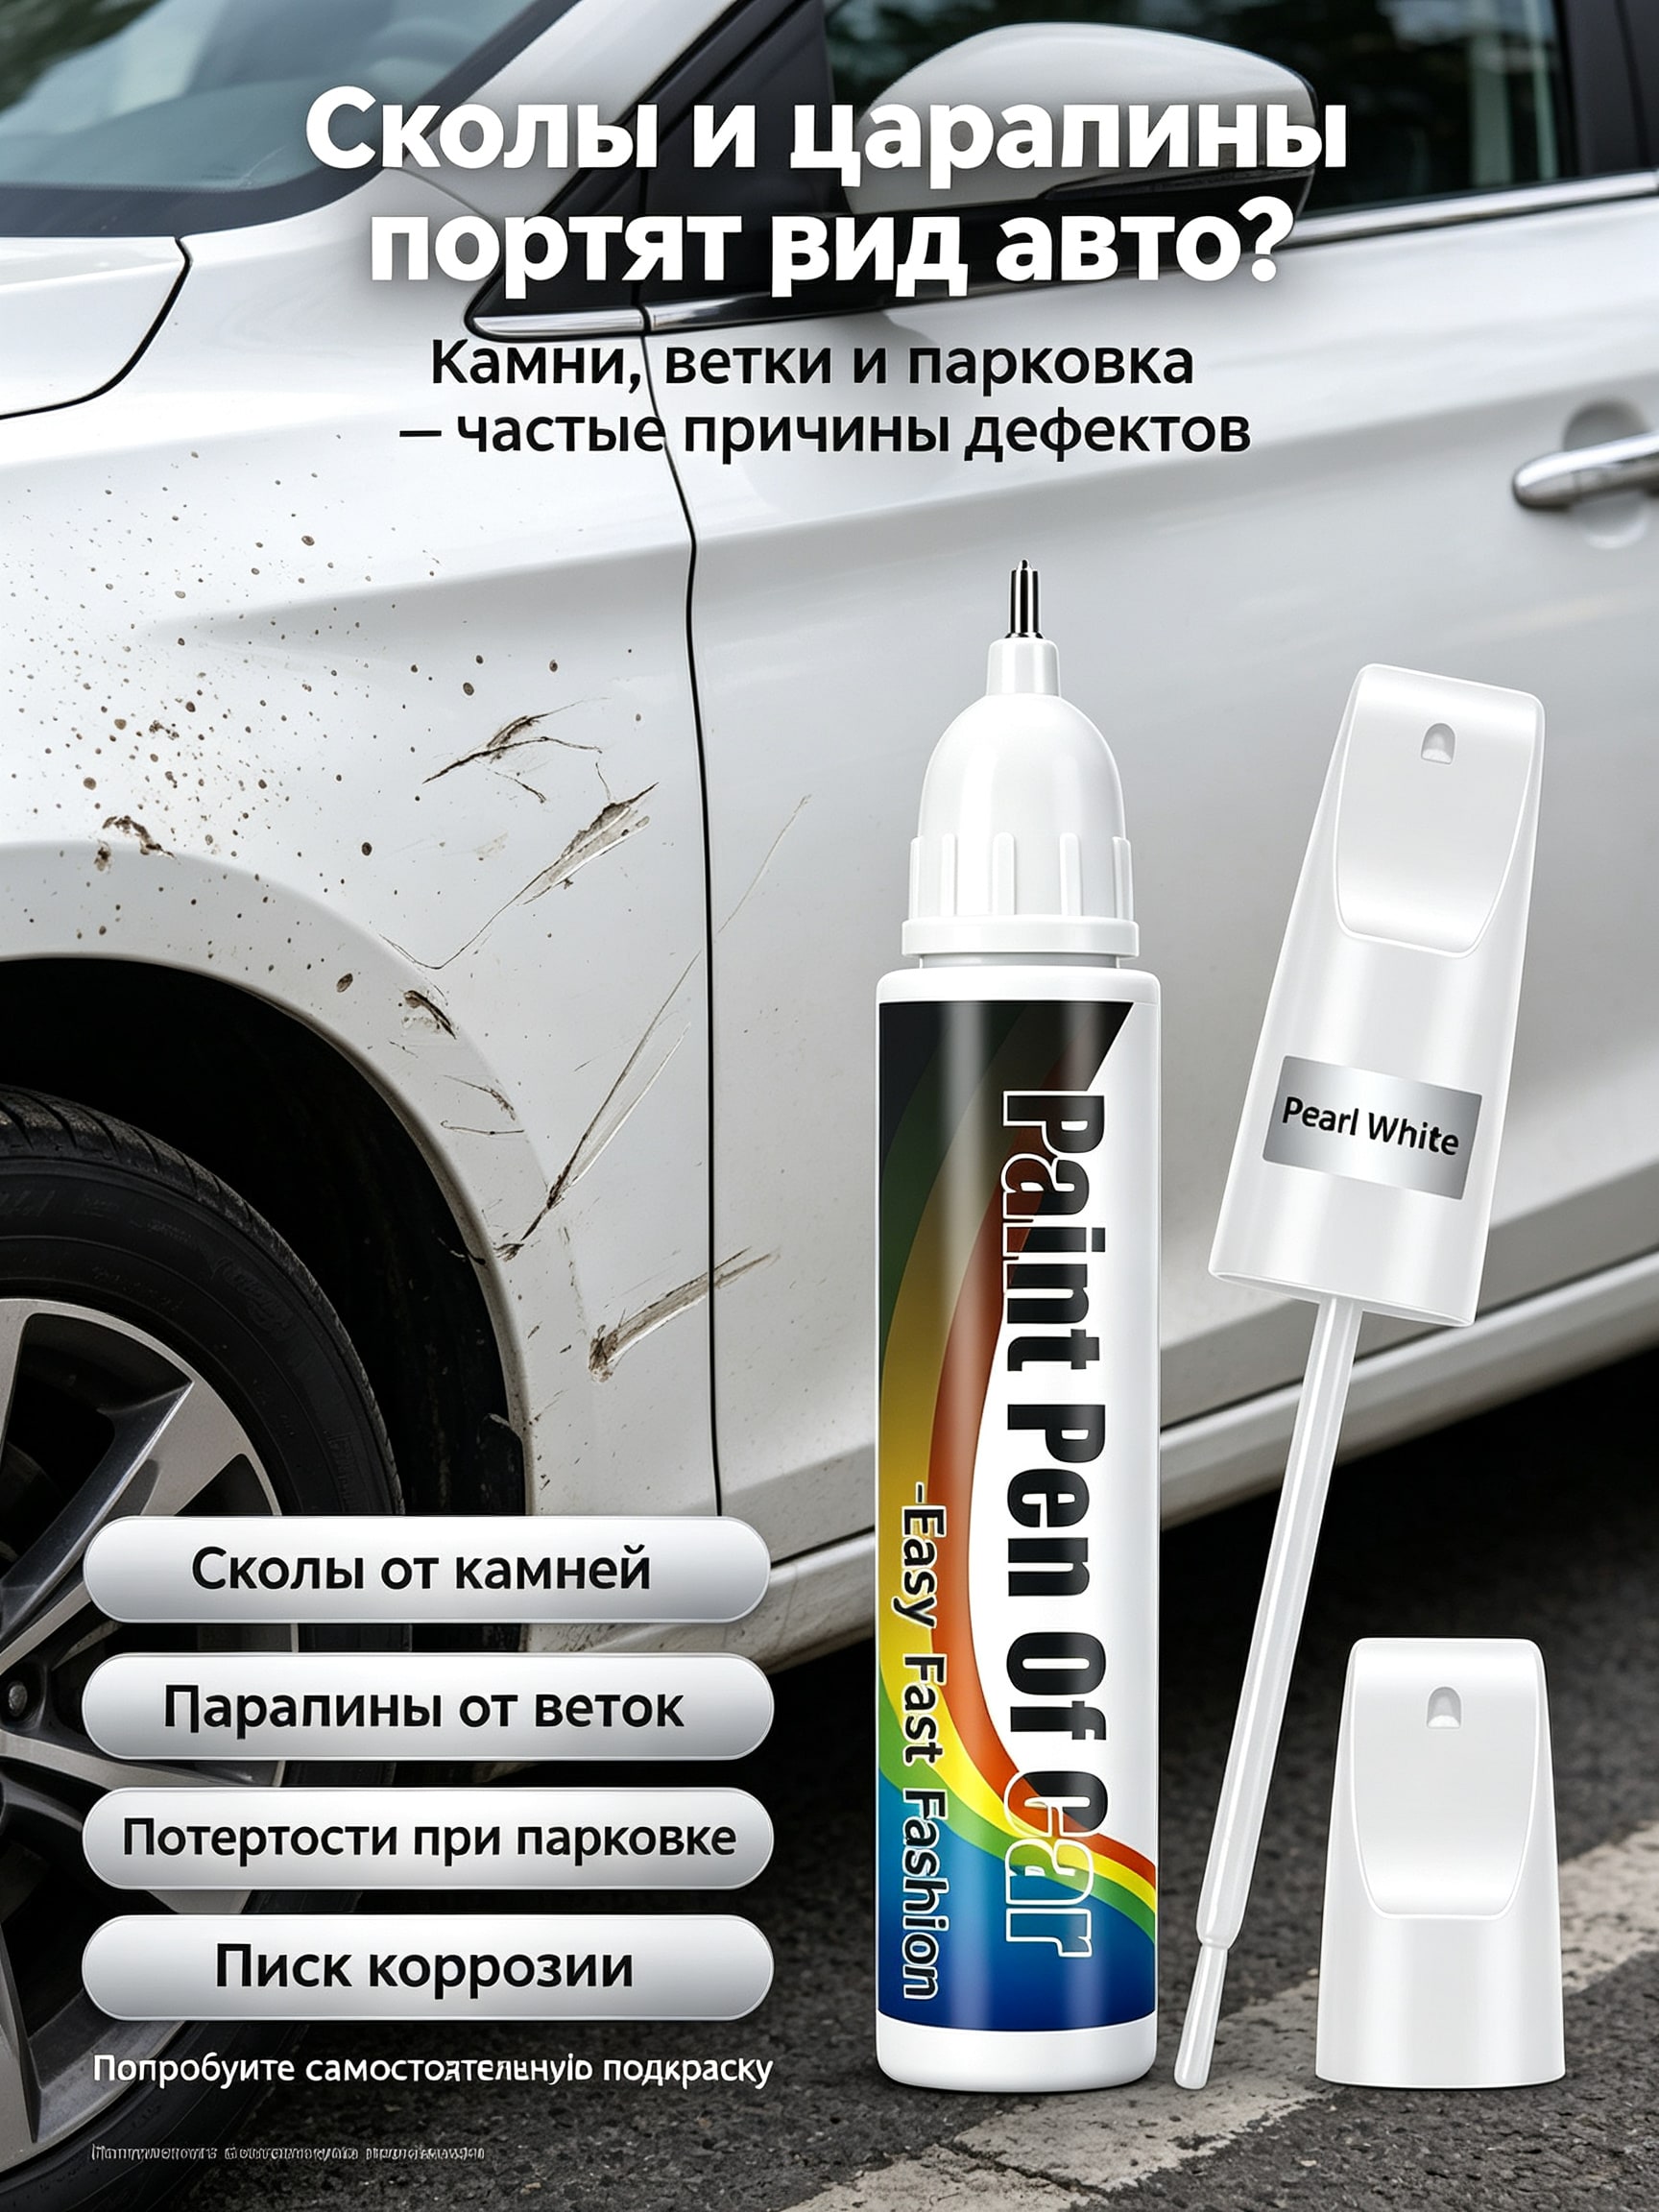 Сколы и царапины
портят вид авто?
Камни, ветки и парковка
— частые причины дефектов
Pearl White
Paint Pen Of Car
-Easy Fast Fashion
Сколы от камней
Парапины от веток
Потертости при парковке
Писк коррозии
Попробуите самостоятельную подкраску